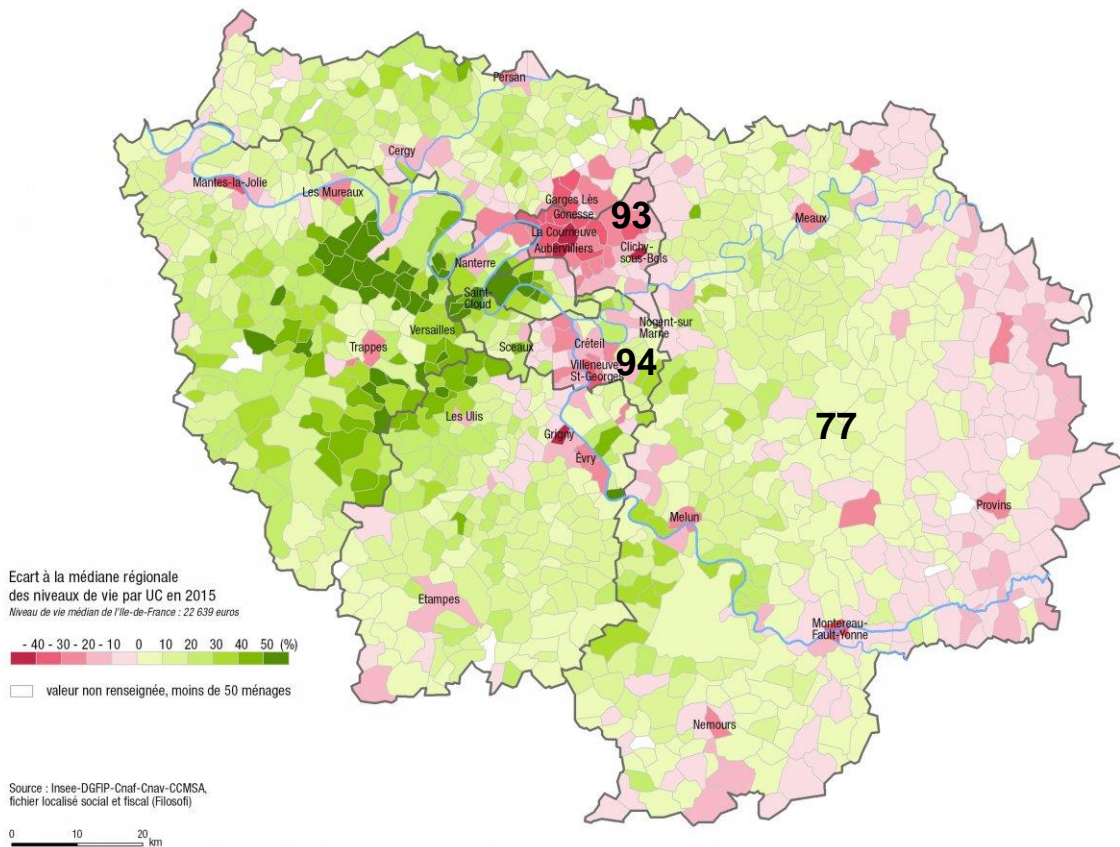 Persan
Cergy
Mantes-la-Jolie
Les Mureaux
Garges Lès
Gonesse
93
Meaux
La Courneuve
Aubervilliers
Clichy-
sous-Bois
Nanterre
Saint-
Cloud
Versailles
Nogent-sur
Marne
Trappes
Sceaux
Créteil
94
Villeneuve
St-Georges
Les Ulis
77
Grigny
Évry
Provins
Melun
Ecart à la médiane régionale
des niveaux de vie par UC en 2015
Niveau de vie médian de l'Ile-de-France : 22 639 euros
- 40 - 30 - 20 - 10 0 10 20 30 40 50 (%)
valeur non renseignée, moins de 50 ménages
Etampes
Montereau-
Fault-Yonne
Nemours
Source : Insee-DGFIP-Cnaf-Cnav-CCMSA,
fichier localisé social et fiscal (Filosofi)
0 10 20
km